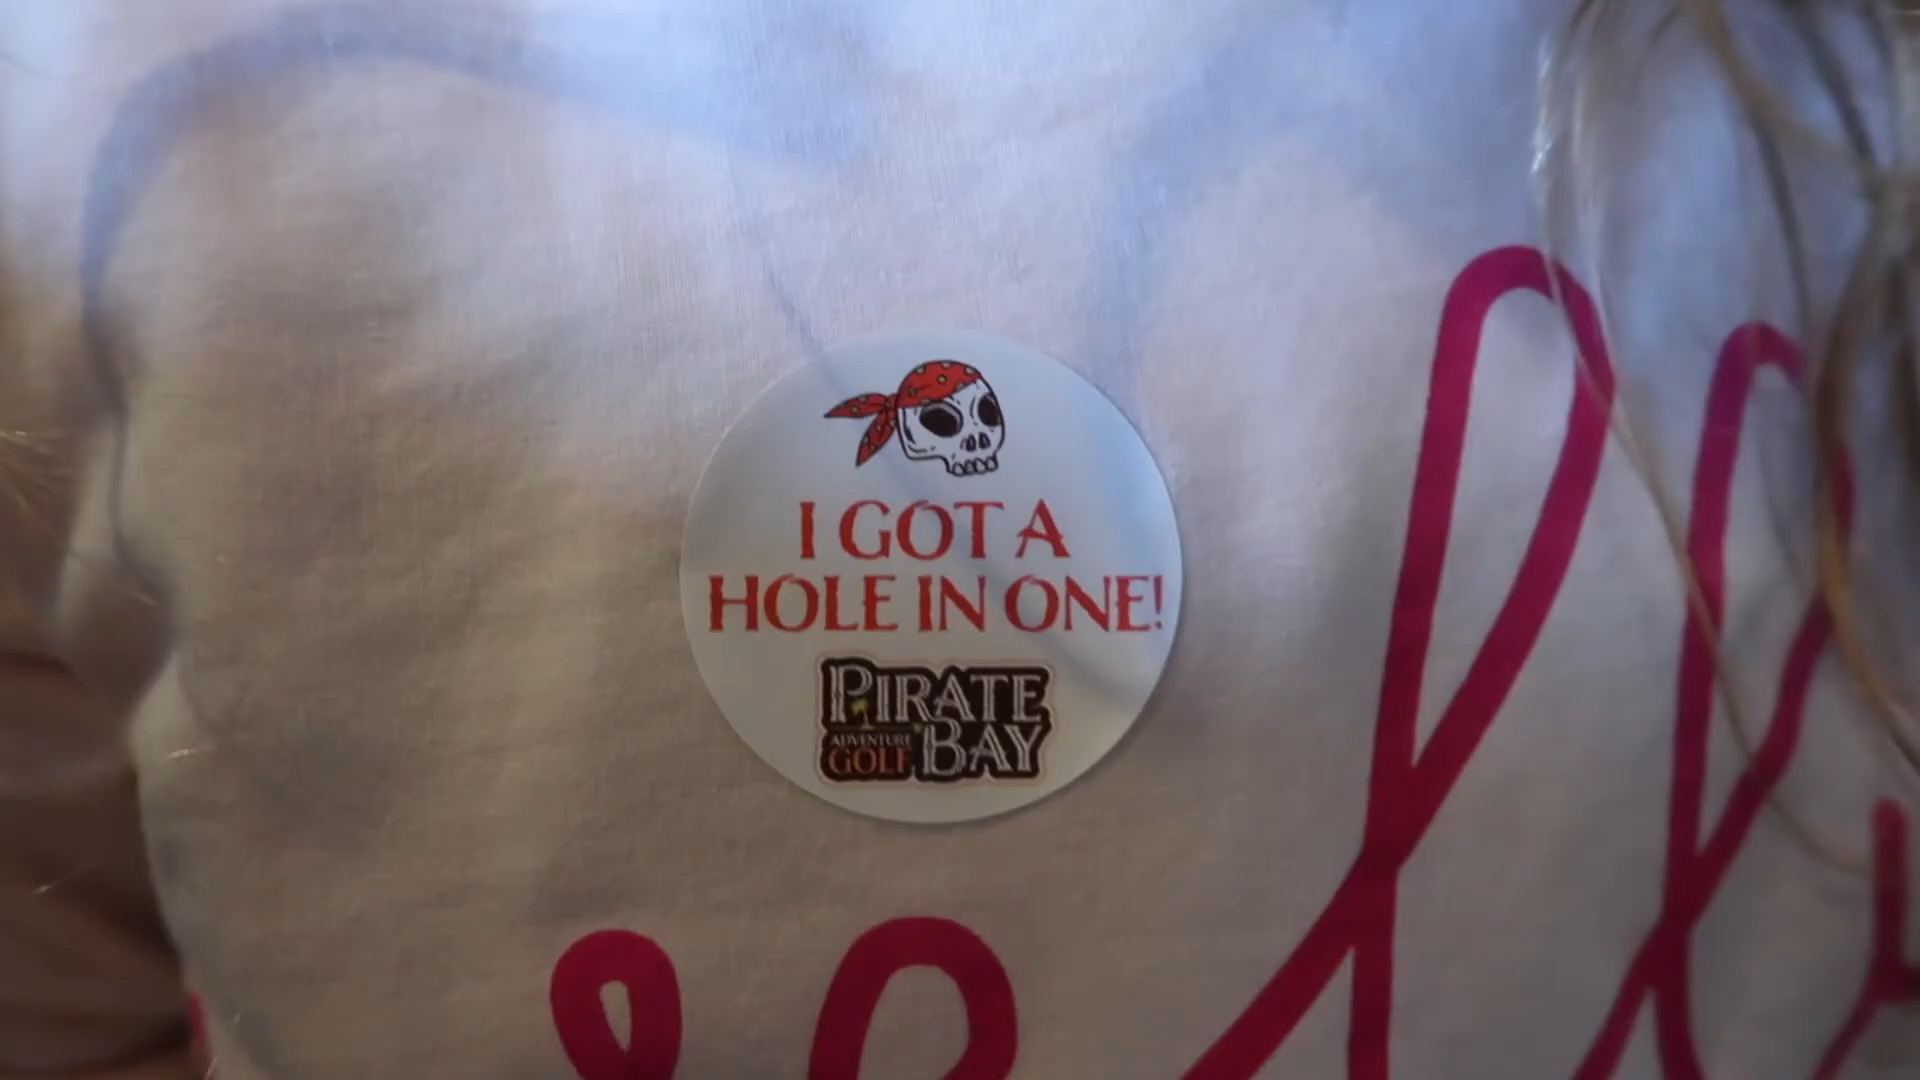 I GOT A
HOLE IN ONE!
PIRATE
ADVENTURE
GOLF
BAY